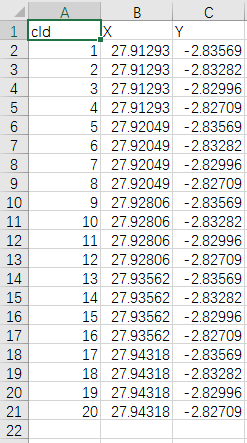 A B C
1 cId X Y
2 1 27.91293 -2.83569
3 2 27.91293 -2.83282
4 3 27.91293 -2.82996
5 4 27.91293 -2.82709
6 5 27.92049 -2.83569
7 6 27.92049 -2.83282
8 7 27.92049 -2.82996
9 8 27.92049 -2.82709
10 9 27.92806 -2.83569
11 10 27.92806 -2.83282
12 11 27.92806 -2.82996
13 12 27.92806 -2.82709
14 13 27.93562 -2.83569
15 14 27.93562 -2.83282
16 15 27.93562 -2.82996
17 16 27.93562 -2.82709
18 17 27.94318 -2.83569
19 18 27.94318 -2.83282
20 19 27.94318 -2.82996
21 20 27.94318 -2.82709
22